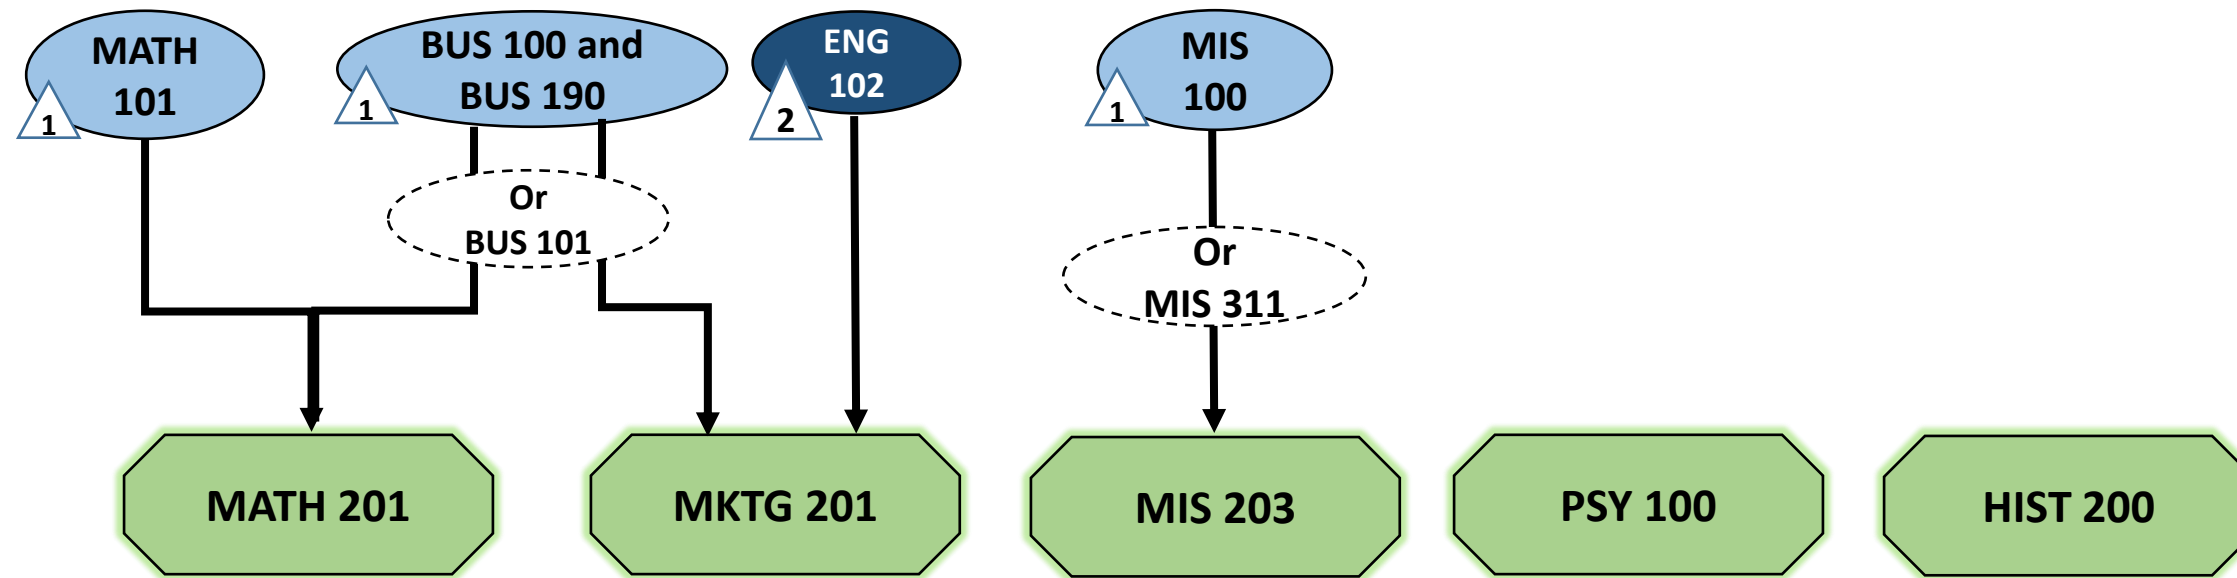 MATH
101
1
BUS 100 and
BUS 190
1
ENG
102
2
MIS
100
1
Or
BUS 101
Or
MIS 311
MATH 201
MKTG 201
MIS 203
PSY 100
HIST 200